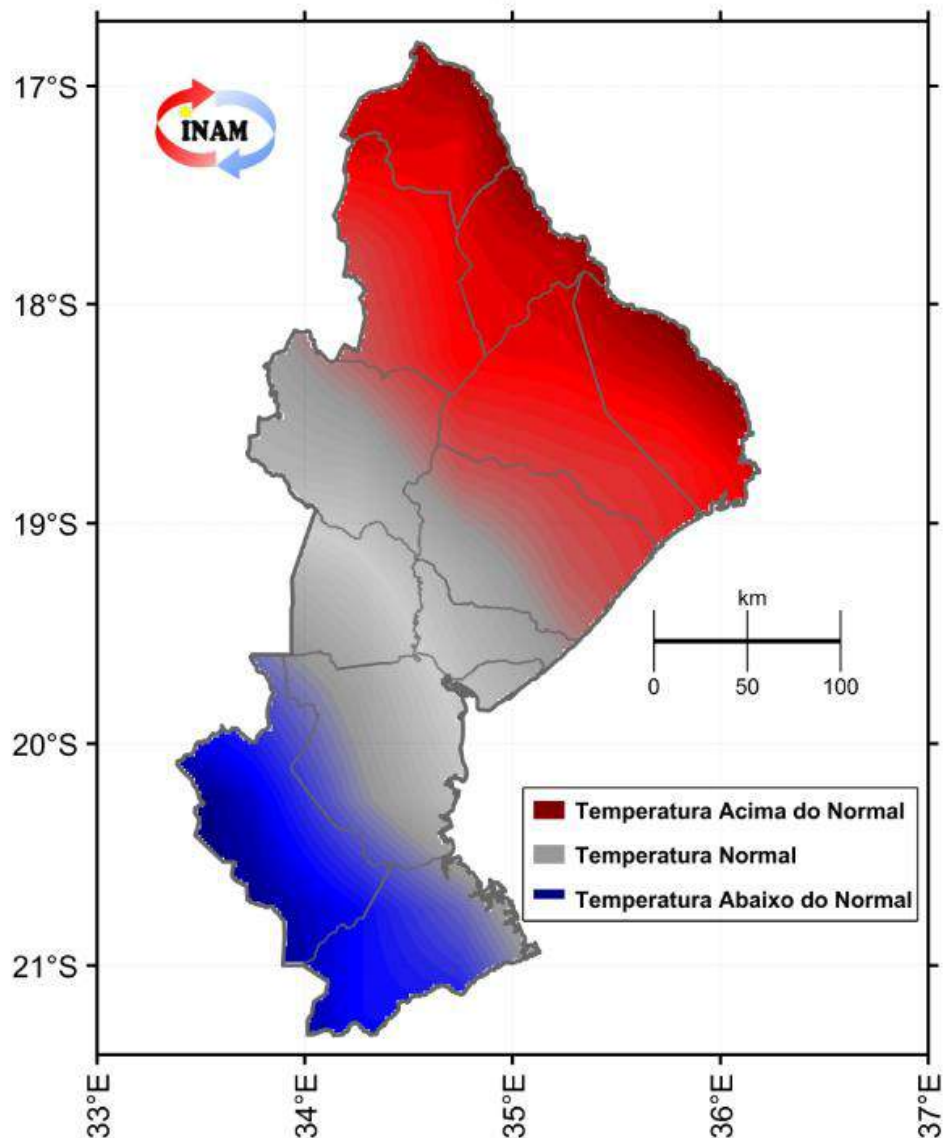 17°S
INAM
18°S
19°S
km
0 50 100
20°S
Temperatura Acima do Normal
Temperatura Normal
Temperatura Abaixo do Normal
21°S
33°E 34°E 35°E 36°E 37°E